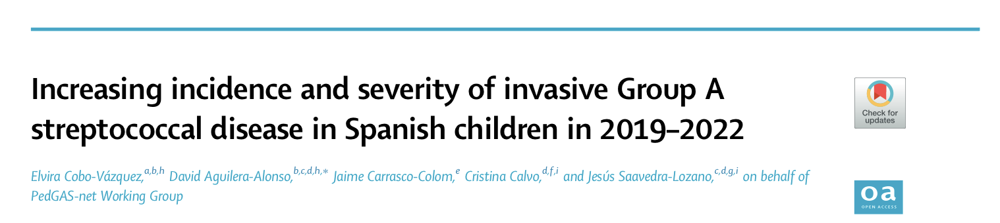 Increasing incidence and severity of invasive Group A
streptococcal disease in Spanish children in 2019–2022
Check for
updates
Elvira Cobo-Vázquez,a,b,h David Aguilera-Alonso,b,c,d,h,∗ Jaime Carrasco-Colom,e Cristina Calvo,d,f,i and Jesús Saavedra-Lozano,c,d,g,i on behalf of
PedGAS-net Working Group
oa
OPEN ACCESS